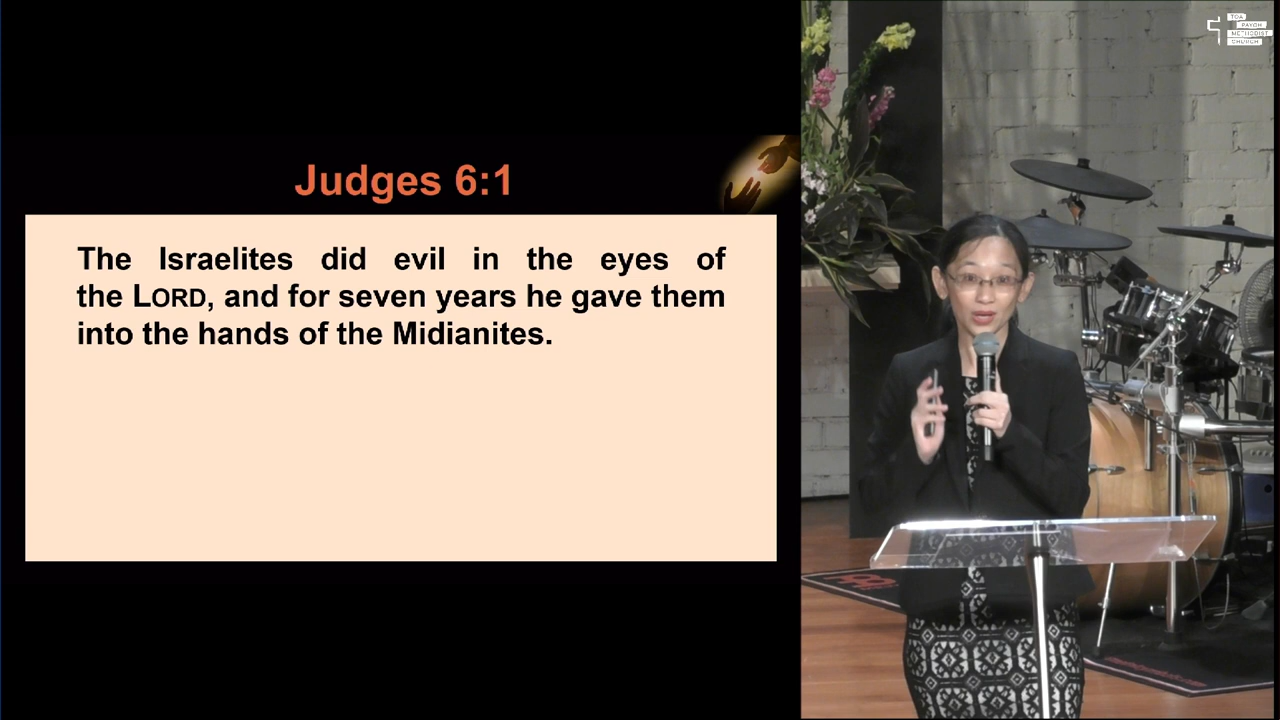 Judges 6:1
The Israelites did evil in the eyes of
the LORD, and for seven years he gave them
into the hands of the Midianites.
TOA
PAYOH
METHODIST
CHURCH